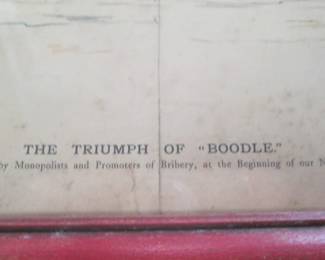 THE TRIUMPH OF "BOODLE."
by Monopolists and Promoters of Bribery, at the Beginning of our N